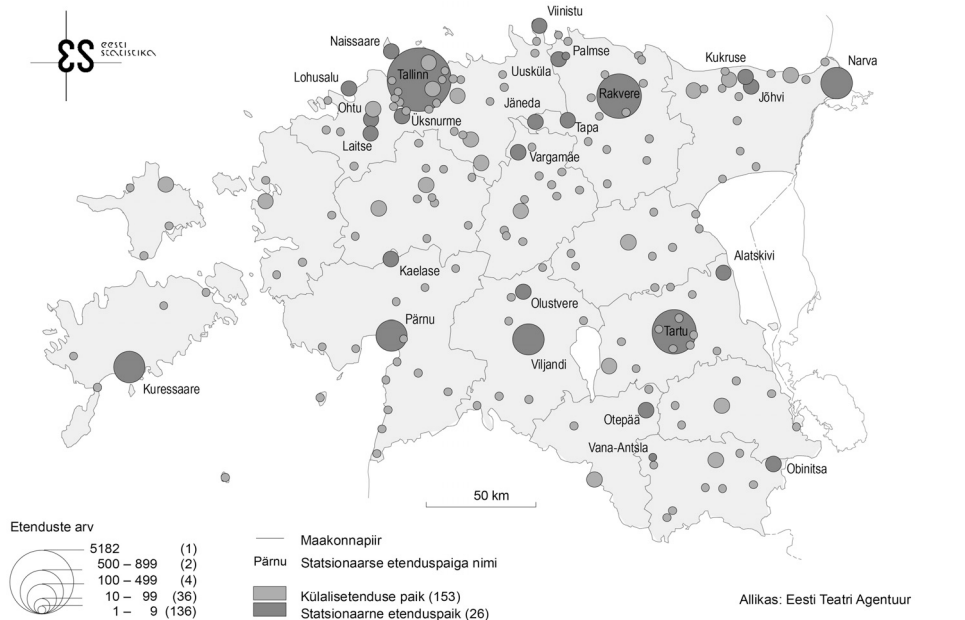 eesti
statistika
Viinistu
Naissaare
Palmse
Kukruse
Narva
Tallinn
Uusküla
Lohusalu
Rakvere
Jõhvi
Ohtu
Jäneda
Üksnurme
Tapa
Laitse
Vargamäe
Alatskivi
Kaelase
Olustvere
Pärnu
Tartu
Viljandi
Kuressaare
Otepää
Vana-Antsla
Obinitsa
50 km
Etenduste arv
5182 (1)
500 – 899 (2)
100 – 499 (4)
10 – 99 (36)
1 – 9 (136)
Maakonnapiir
Pärnu Statsionaarse etenduspaiga nimi
Külalisetenduse paik (153)
Statsionaarne etenduspaik (26)
Allikas: Eesti Teatri Agentuur